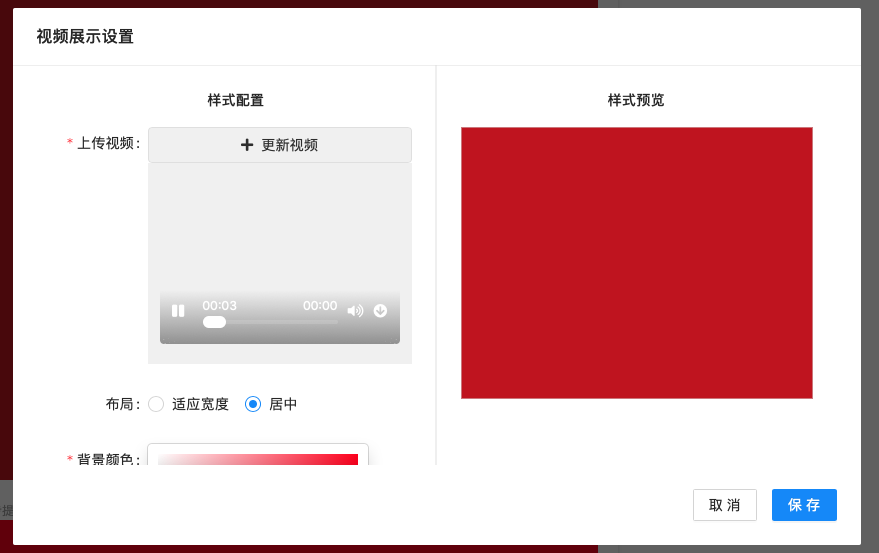 视频展示设置
样式配置
* 上传视频:
更新视频
00:03 00:00
布局: 适应宽度 居中
* 背景颜色:
样式预览
提
取 消 保 存